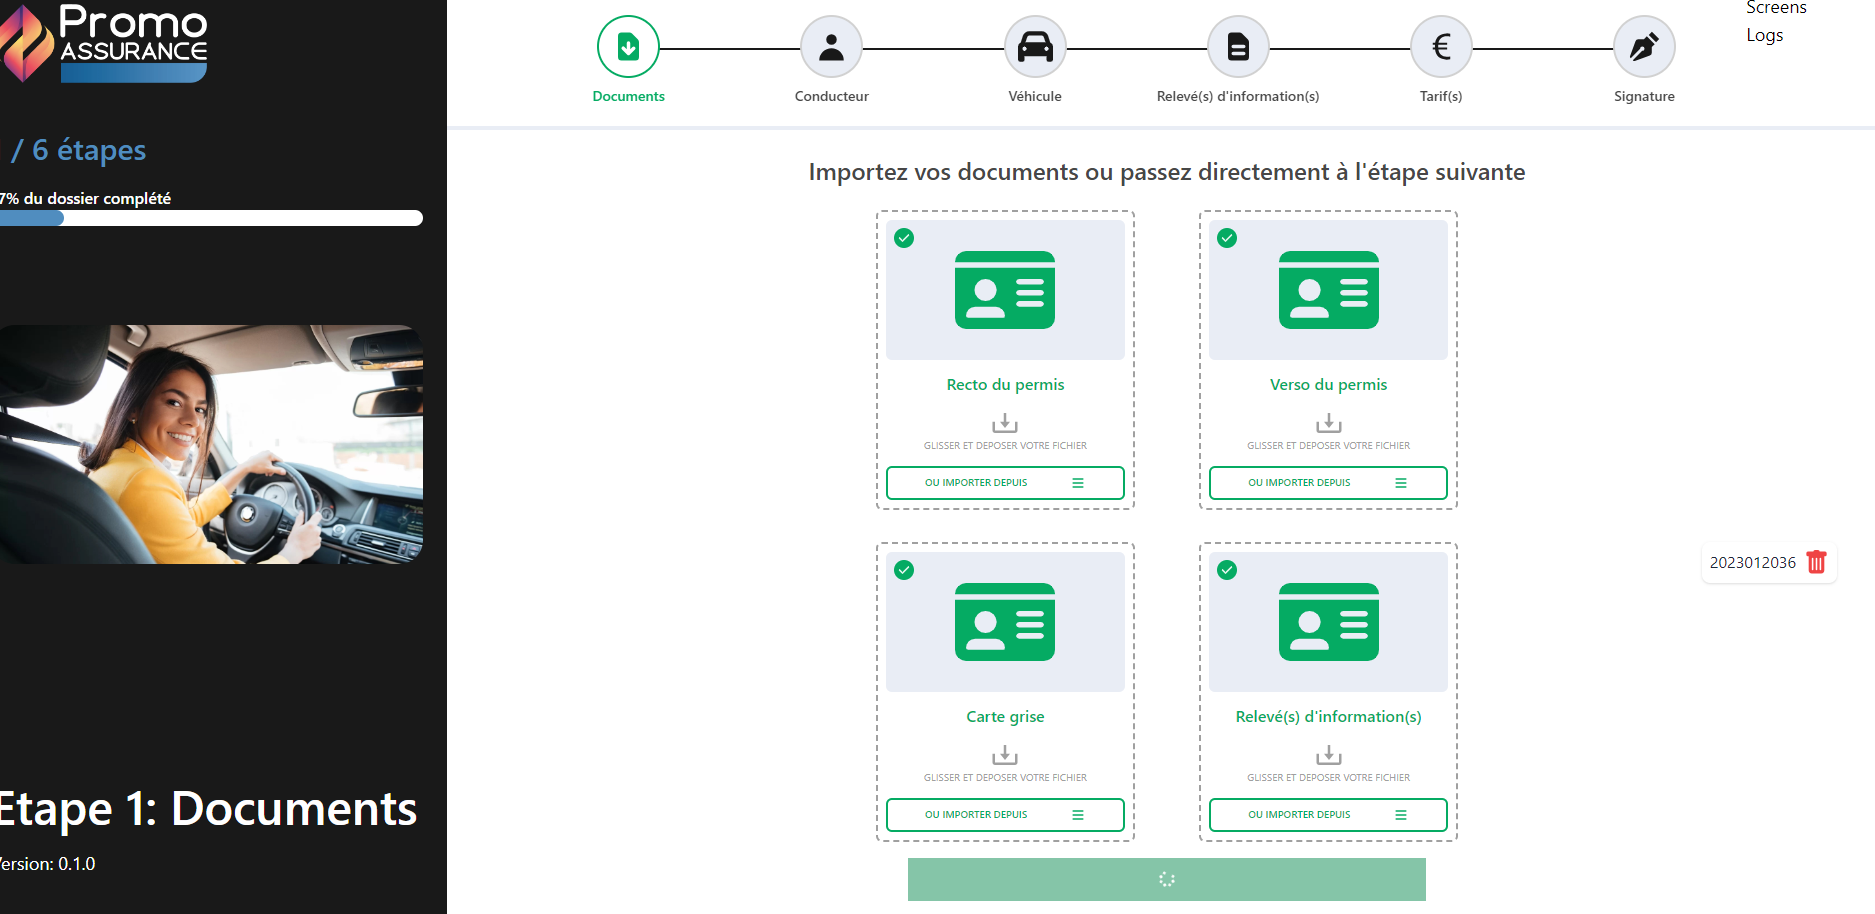 Promo
ASSURANCE
/ 6 étapes
7% du dossier complété
Etape 1: Documents
ersion: 0.1.0
Documents
Conducteur
Véhicule
Relevé(s) d'information(s)
€
Tarif(s)
Signature
Screens
Logs
Importez vos documents ou passez directement à l'étape suivante
Recto du permis
GLISSER ET DEPOSER VOTRE FICHIER
OU IMPORTER DEPUIS
Verso du permis
GLISSER ET DEPOSER VOTRE FICHIER
OU IMPORTER DEPUIS
Carte grise
GLISSER ET DEPOSER VOTRE FICHIER
OU IMPORTER DEPUIS
Relevé(s) d'information(s)
GLISSER ET DEPOSER VOTRE FICHIER
OU IMPORTER DEPUIS
2023012036